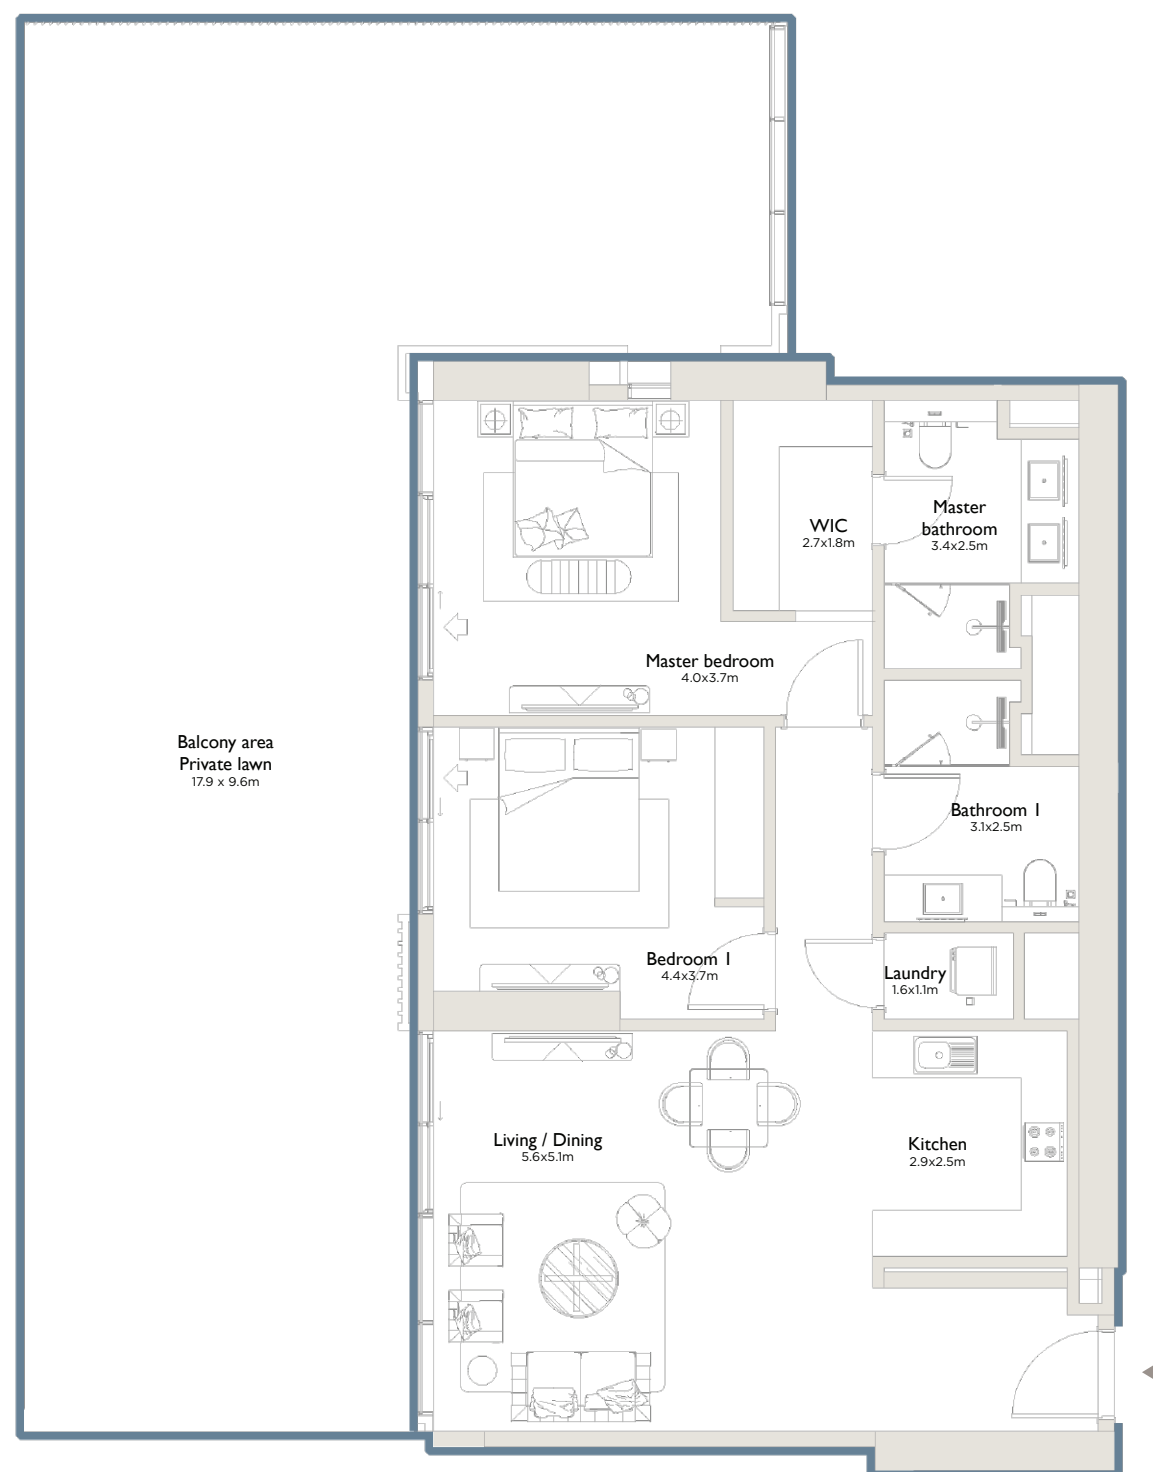 WIC
2.7x1.8m
Master
bathroom
3.4x2.5m
Master bedroom
4.0x3.7m
Balcony area
Private lawn
17.9 x 9.6m
Bathroom 1
3.1x2.5m
Bedroom 1
4.4x3.7m
Laundry
1.6x1.1m
Living / Dining
5.6x5.1m
Kitchen
2.9x2.5m